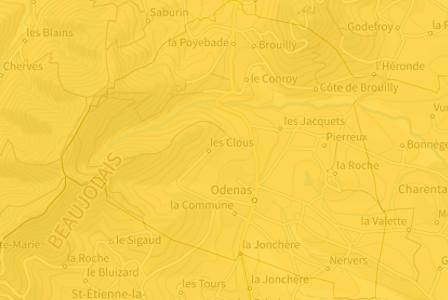 Saburin
Godefroy
les Blains
la Poyebade
Brouilly
Cherves
l'Héronde
le Conroy
Côte de Brouilly
les Jacquets
Pierreux
les Clous
Bonnège
la Roche
BEAUJOLAIS
Odenas
Charenta
la Commune
la Valette
te-Marie
le Sigaud
la Jonchère
la Roche
Nervers
le Bluizard
la Jonchère
les Tours
St-Étienne-la-